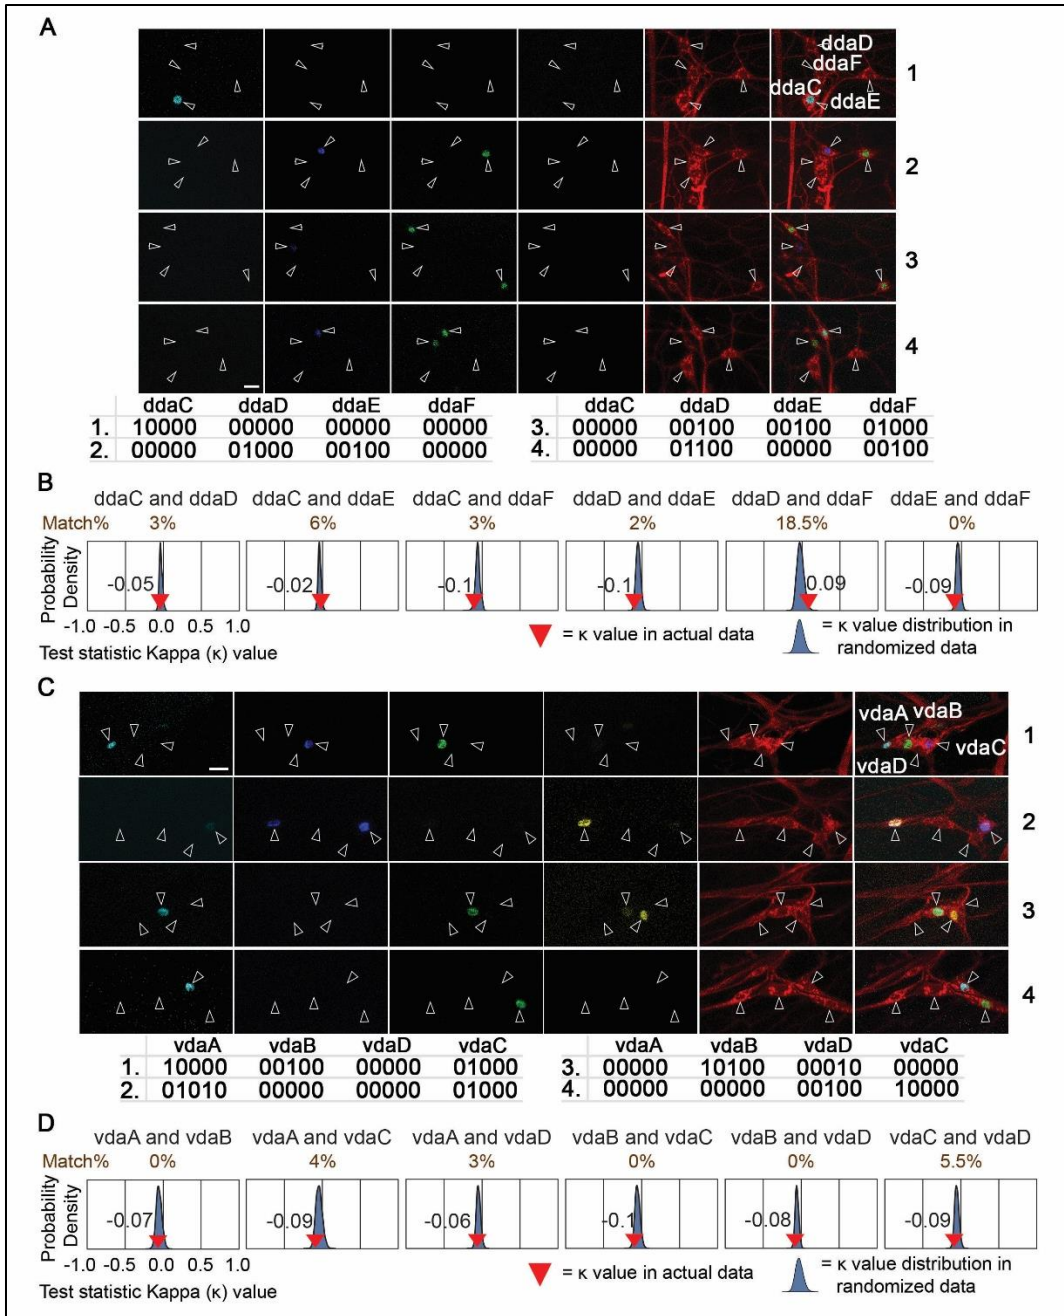 A
ddaD
ddaF
ddaC
ddaE
1
2
3
4
ddaC ddaD ddaE ddaF
1. 10000 00000 00000 00000
2. 00000 01000 00100 00000
ddaC ddaD ddaE ddaF
3. 00000 00100 00100 01000
4. 00000 01100 00000 00100
B
ddaC and ddaD ddaC and ddaE ddaC and ddaF ddaD and ddaE ddaD and ddaF ddaE and ddaF
Match% 3% 6% 3% 2% 18.5% 0%
Probability
Density
-0.05 -0.02 -0.1 -0.1 0.09 -0.09
-1.0 -0.5 0.0 0.5 1.0
Test statistic Kappa (κ) value
= κ value in actual data
= κ value distribution in
randomized data
C
vdaA vdaB
vdaC
vdaD
1
2
3
4
vdaA vdaB vdaD vdaC
1. 10000 00100 00000 01000
2. 01010 00000 00000 01000
vdaA vdaB vdaD vdaC
3. 00000 10100 00010 00000
4. 00000 00000 00100 10000
D
vdaA and vdaB vdaA and vdaC vdaA and vdaD vdaB and vdaC vdaB and vdaD vdaC and vdaD
Match% 0% 4% 3% 0% 0% 5.5%
Probability
Density
-0.07 -0.09 -0.06 -0.1 -0.08 -0.09
-1.0 -0.5 0.0 0.5 1.0
Test statistic Kappa (κ) value
= κ value in actual data
= κ value distribution in
randomized data